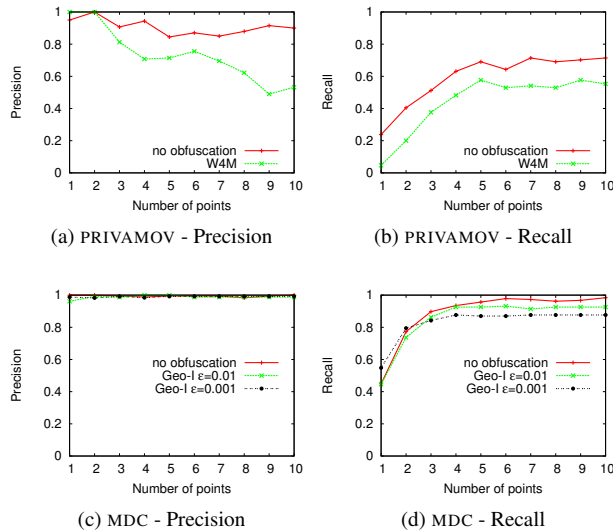 Precision
1
0.8
0.6
0.4
0.2
0
no obfuscation
W4M
1 2 3 4 5 6 7 8 9 10
Number of points
(a) PRIVAMOV - Precision
Recall
1
0.8
0.6
0.4
0.2
0
no obfuscation
W4M
1 2 3 4 5 6 7 8 9 10
Number of points
(b) PRIVAMOV - Recall
Precision
1
0.8
0.6
0.4
0.2
0
no obfuscation
Geo-I ε=0.01
Geo-I ε=0.001
1 2 3 4 5 6 7 8 9 10
Number of points
(c) MDC - Precision
Recall
1
0.8
0.6
0.4
0.2
0
no obfuscation
Geo-I ε=0.01
Geo-I ε=0.001
1 2 3 4 5 6 7 8 9 10
Number of points
(d) MDC - Recall